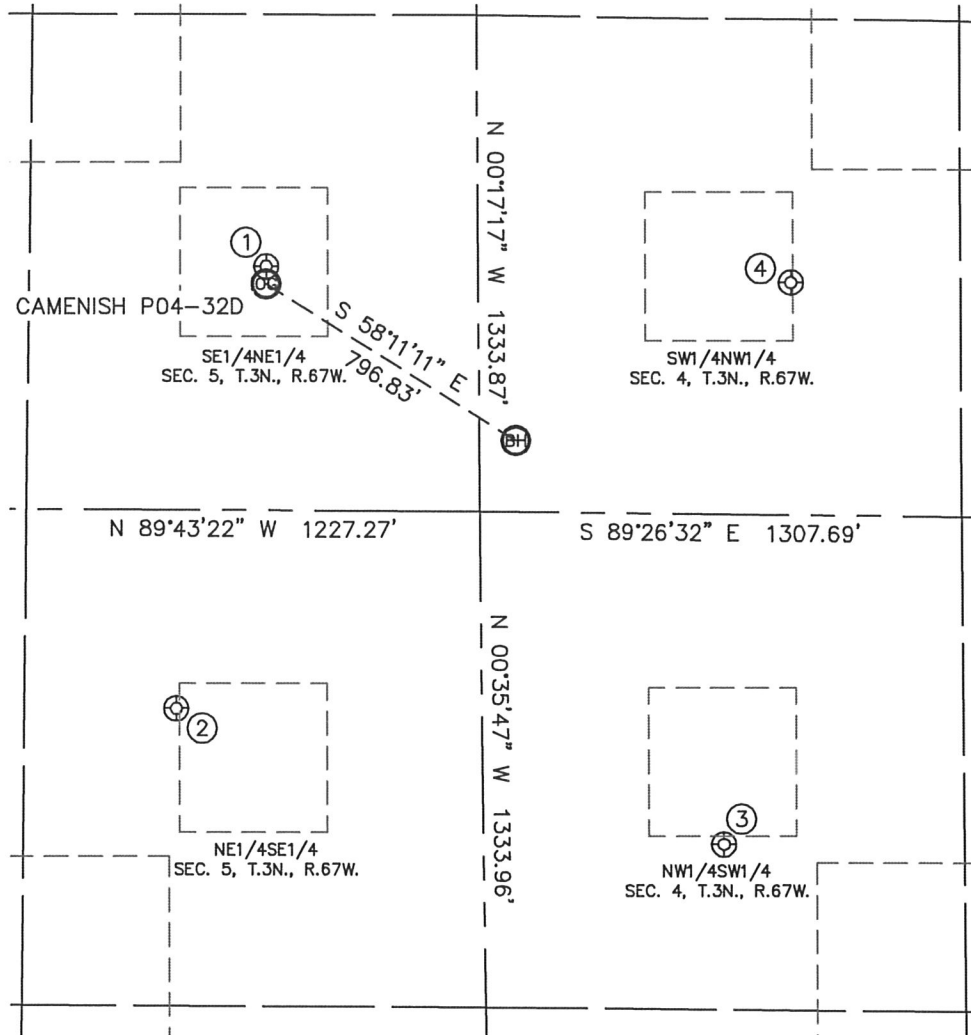 N 00°17'17" W 1333.87'
1
OG
4
CAMENISH P04-32D
S 58°11'11" E
796.83'
SE1/4NE1/4
SEC. 5, T.3N., R.67W.
SW1/4NW1/4
SEC. 4, T.3N., R.67W.
BH
N 89°43'22" W 1227.27'
S 89°26'32" E 1307.69'
N 00°35'47" W 1333.96'
2
3
NE1/4SE1/4
SEC. 5, T.3N., R.67W.
NW1/4SW1/4
SEC. 4, T.3N., R.67W.